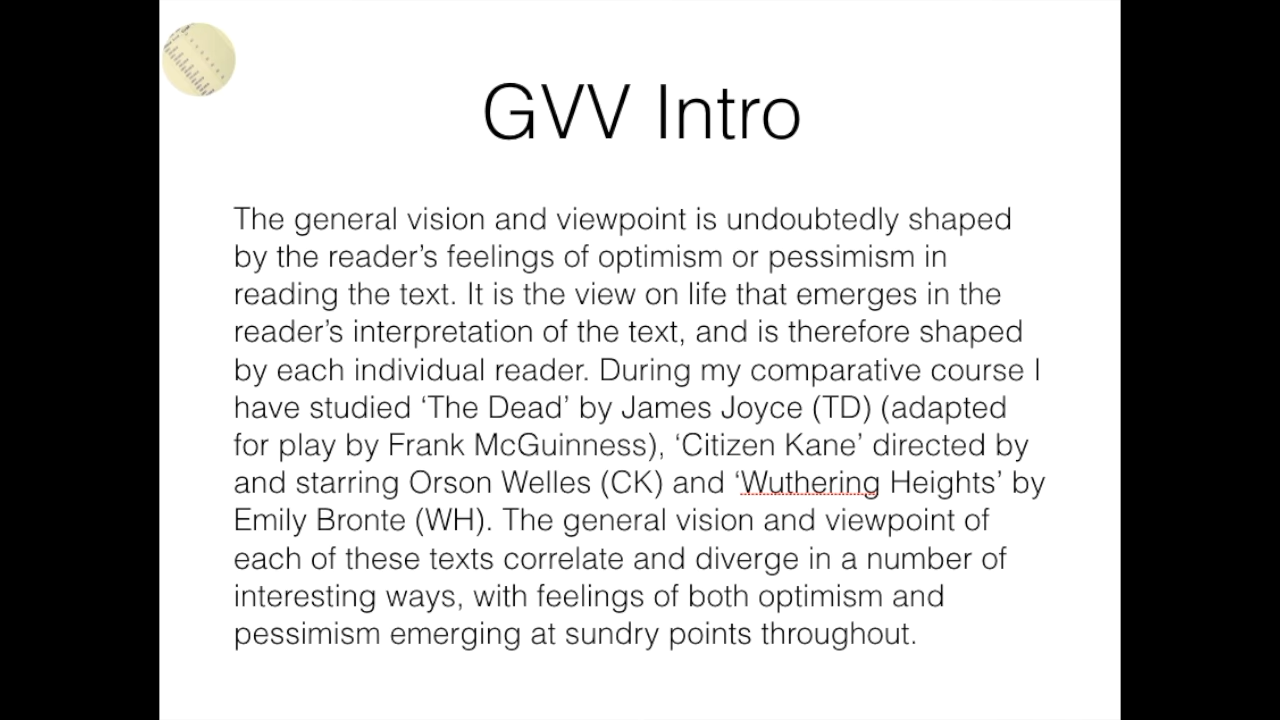 GVV Intro
The general vision and viewpoint is undoubtedly shaped
by the reader’s feelings of optimism or pessimism in
reading the text. It is the view on life that emerges in the
reader’s interpretation of the text, and is therefore shaped
by each individual reader. During my comparative course I
have studied ‘The Dead’ by James Joyce (TD) (adapted
for play by Frank McGuinness), ‘Citizen Kane’ directed by
and starring Orson Welles (CK) and ‘Wuthering Heights’ by
Emily Bronte (WH). The general vision and viewpoint of
each of these texts correlate and diverge in a number of
interesting ways, with feelings of both optimism and
pessimism emerging at sundry points throughout.